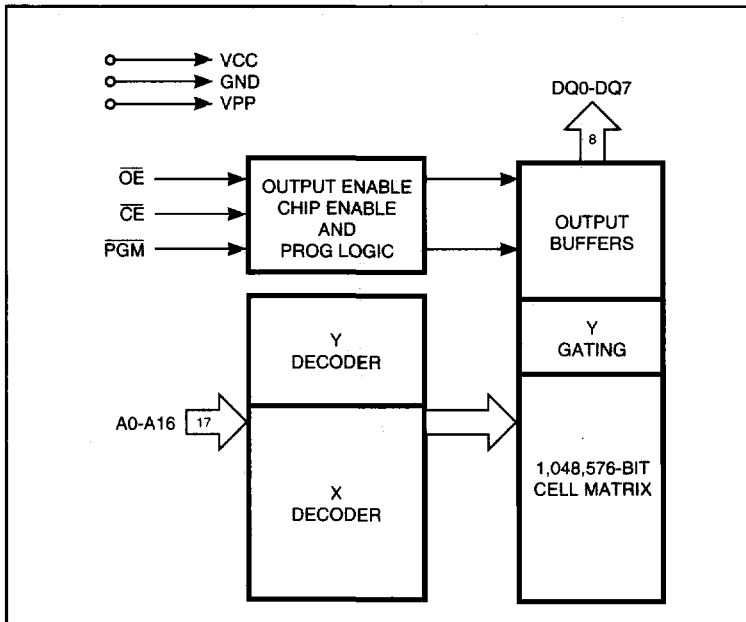 VCC
GND
VPP
DQ0-DQ7
8
OE
CE
PGM
OUTPUT ENABLE
CHIP ENABLE
AND
PROG LOGIC
OUTPUT
BUFFERS
Y
DECODER
Y
GATING
A0-A16
17
X
DECODER
1,048,576-BIT
CELL MATRIX